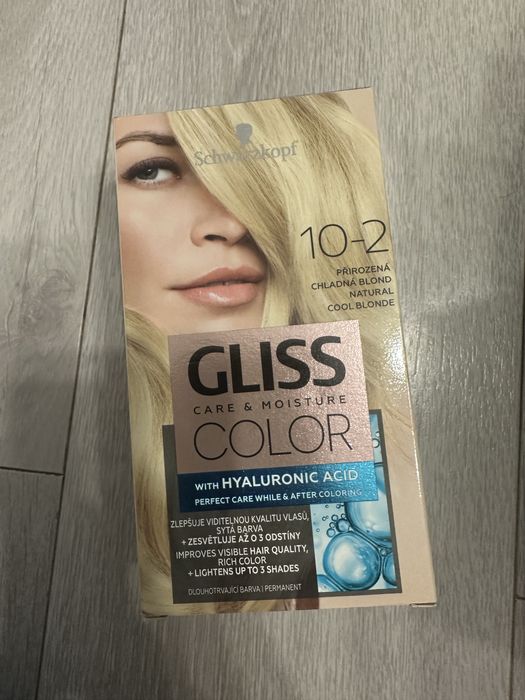 Schwarzkopf
10-2
PŘIROZENÁ
CHLADNÁ BLOND
NATURAL
COOL BLONDE
GLISS
CARE & MOISTURE
COLOR
WITH HYALURONIC ACID
PERFECT CARE WHILE & AFTER COLORING
ZLEPŠUJE VIDITELNOU KVALITU VLASŮ,
SYTÁ BARVA
+ ZESVĚTLUJE AŽ O 3 ODSTÍNY
IMPROVES VISIBLE HAIR QUALITY,
RICH COLOR
+ LIGHTENS UP TO 3 SHADES
DLOUHOTRVAJÍCÍ BARVA | PERMANENT